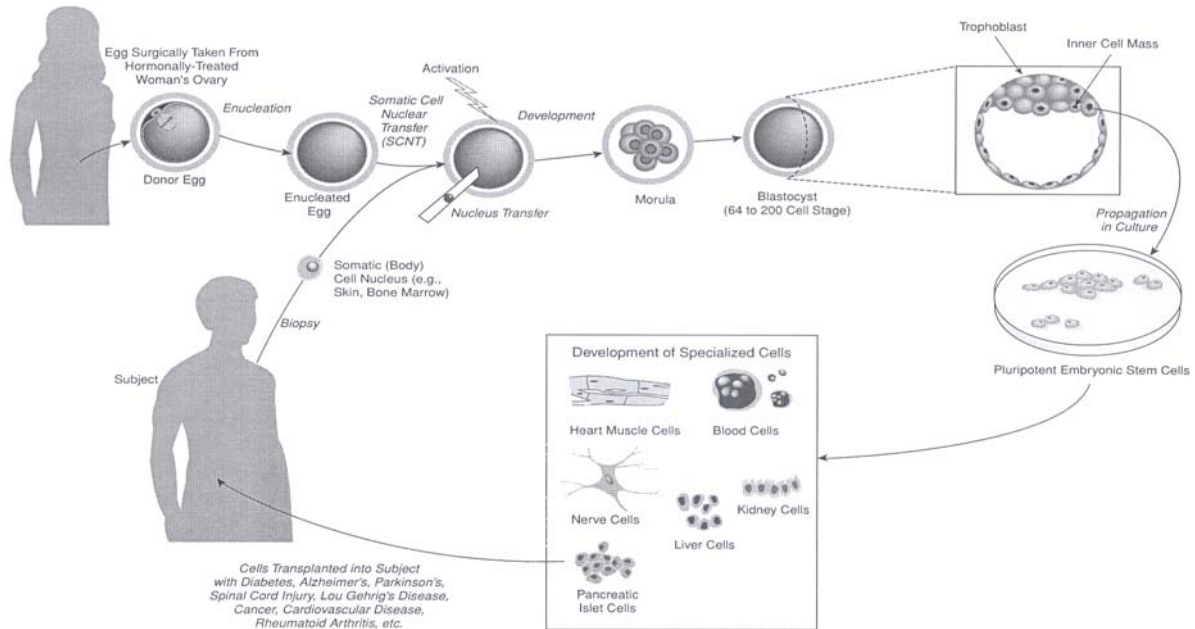 Egg Surgically Taken From
Hormonally-Treated
Woman's Ovary
Donor Egg
Enucleation
Enucleated
Egg
Somatic Cell
Nuclear
Transfer
(SCNT)
Activation
Nucleus Transfer
Development
Morula
Blastocyst
(64 to 200 Cell Stage)
Trophoblast
Inner Cell Mass
Propagation
in Culture
Pluripotent Embryonic Stem Cells
Somatic (Body)
Cell Nucleus (e.g.,
Skin, Bone Marrow)
Biopsy
Subject
Development of Specialized Cells
Heart Muscle Cells
Blood Cells
Nerve Cells
Liver Cells
Kidney Cells
Pancreatic
Islet Cells
Cells Transplanted into Subject
with Diabetes, Alzheimer's, Parkinson's,
Spinal Cord Injury, Lou Gehrig's Disease,
Cancer, Cardiovascular Disease,
Rheumatoid Arthritis, etc.